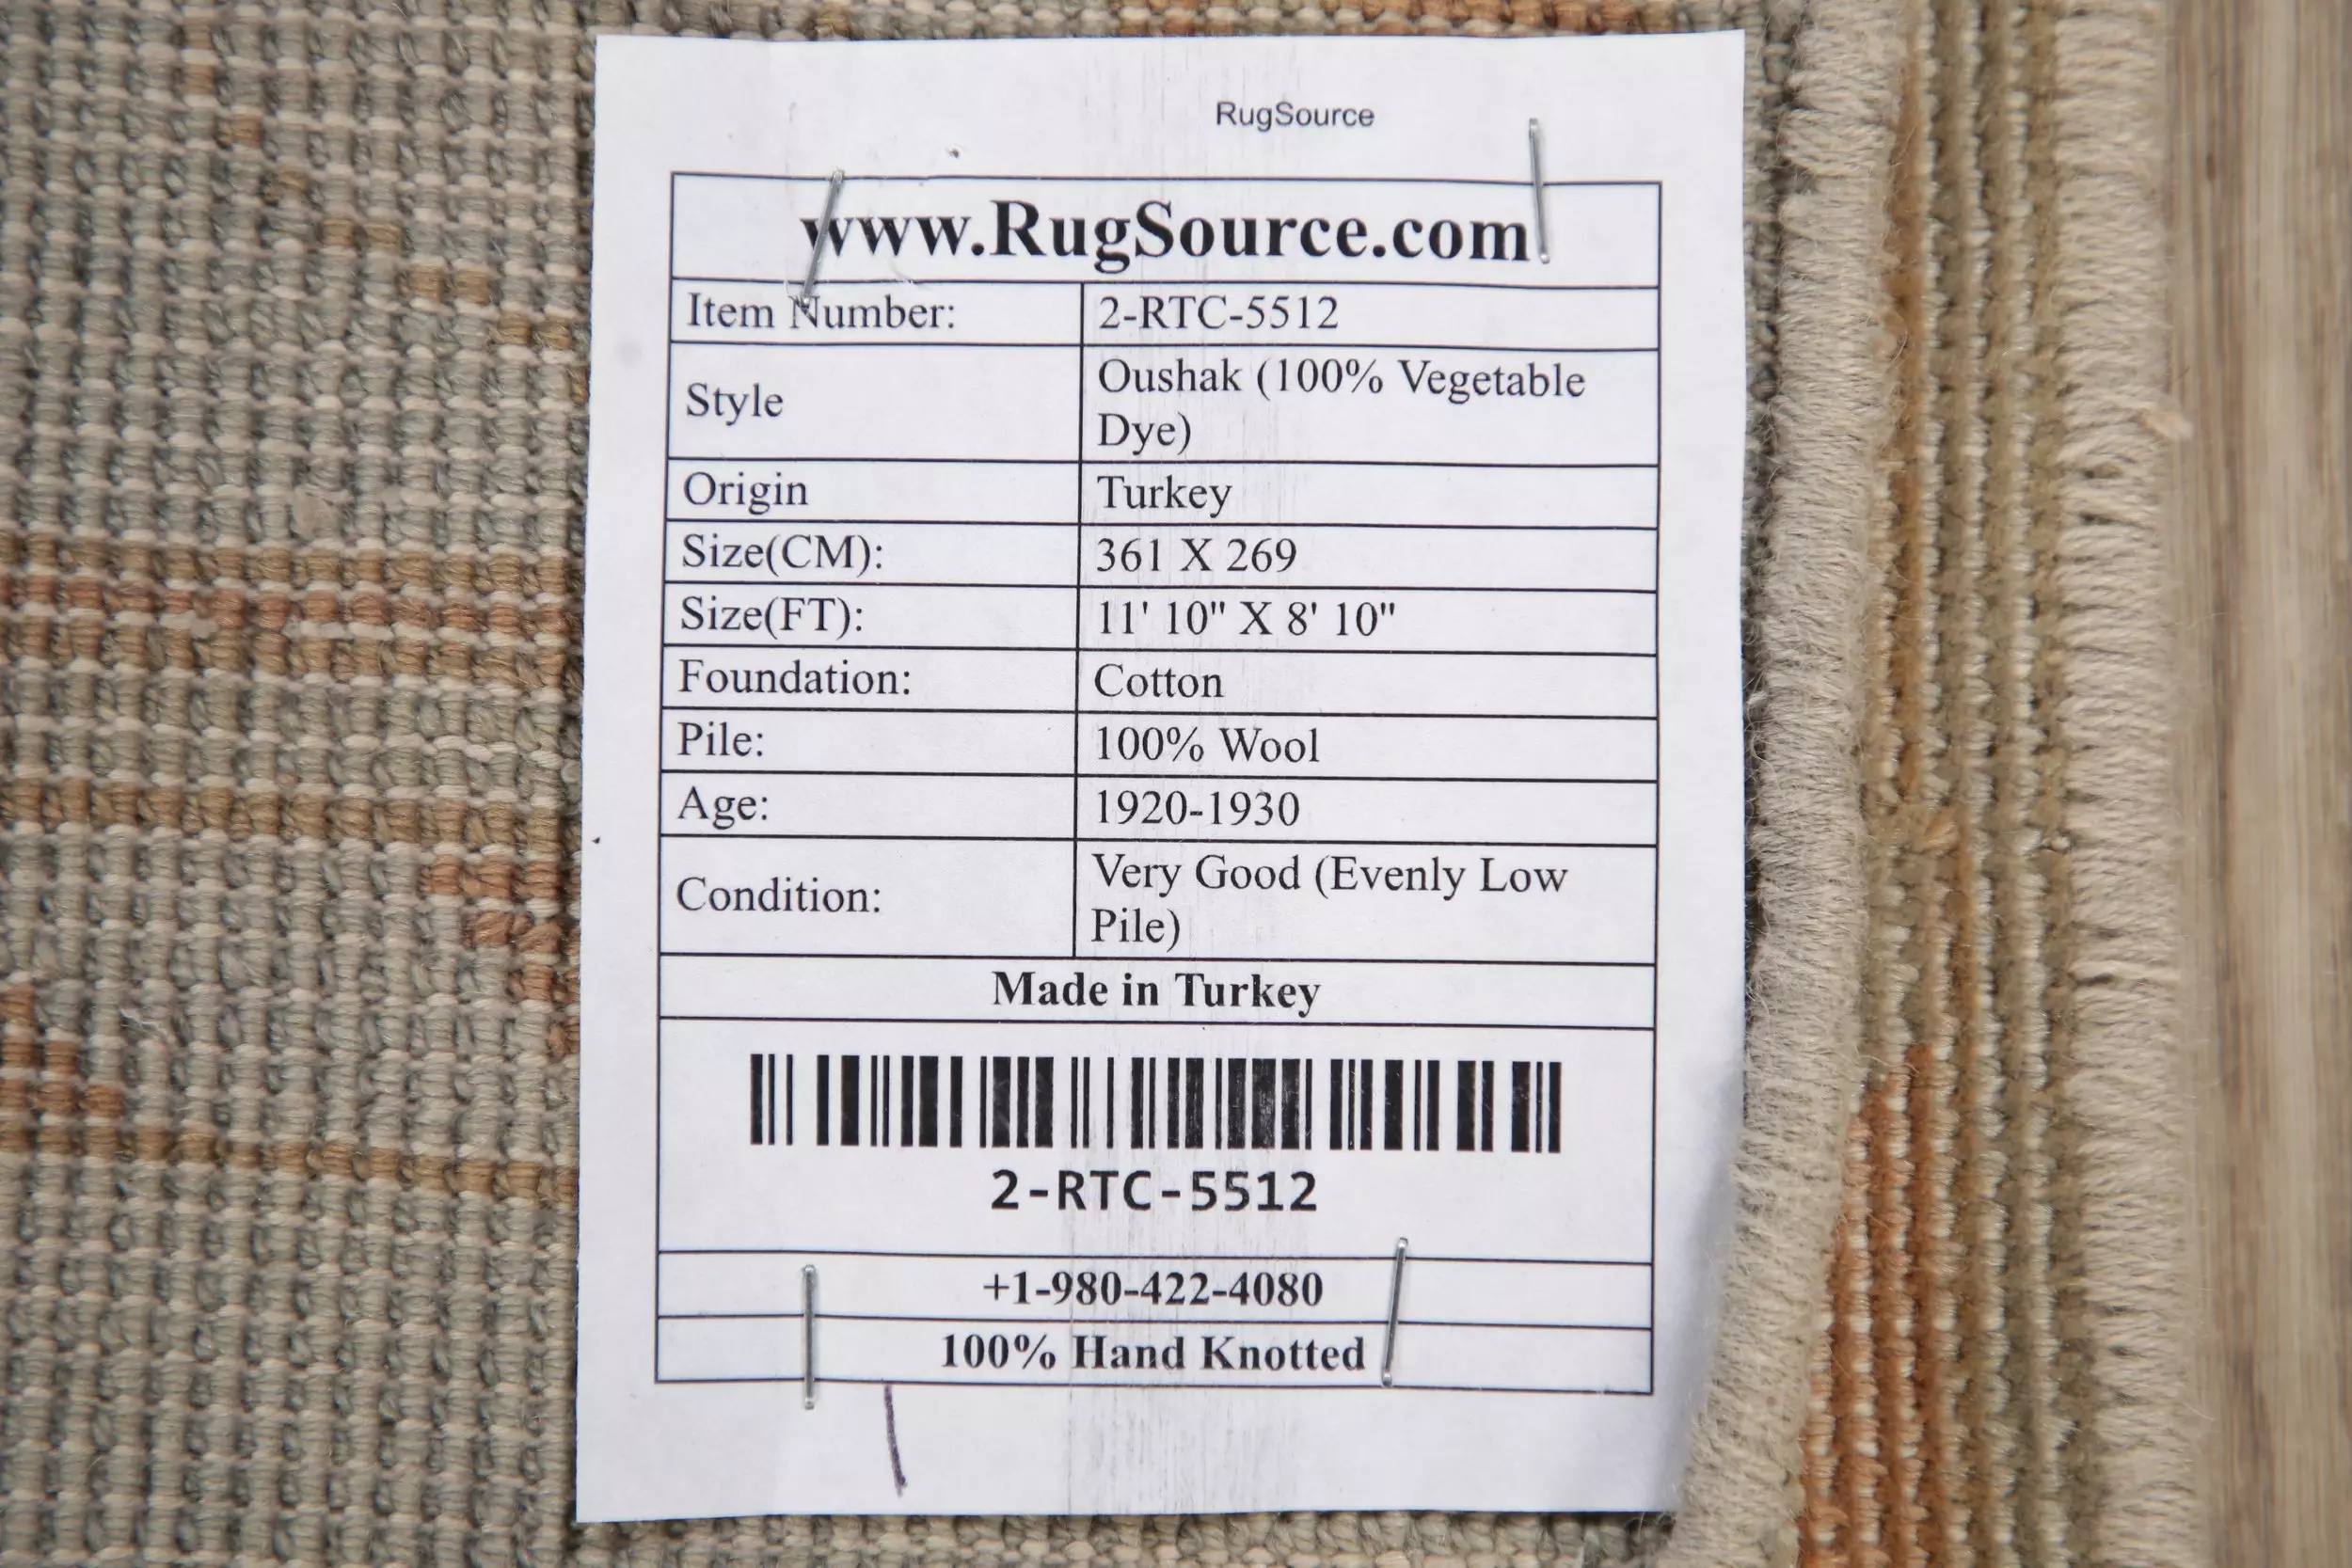 RugSource
www.RugSource.com
Item Number: 2-RTC-5512
Style Oushak (100% Vegetable
Dye)
Origin Turkey
Size(CM): 361 X 269
Size(FT): 11' 10" X 8' 10"
Foundation: Cotton
Pile: 100% Wool
Age: 1920-1930
Condition: Very Good (Evenly Low
Pile)
Made in Turkey
2-RTC-5512
+1-980-422-4080
100% Hand Knotted